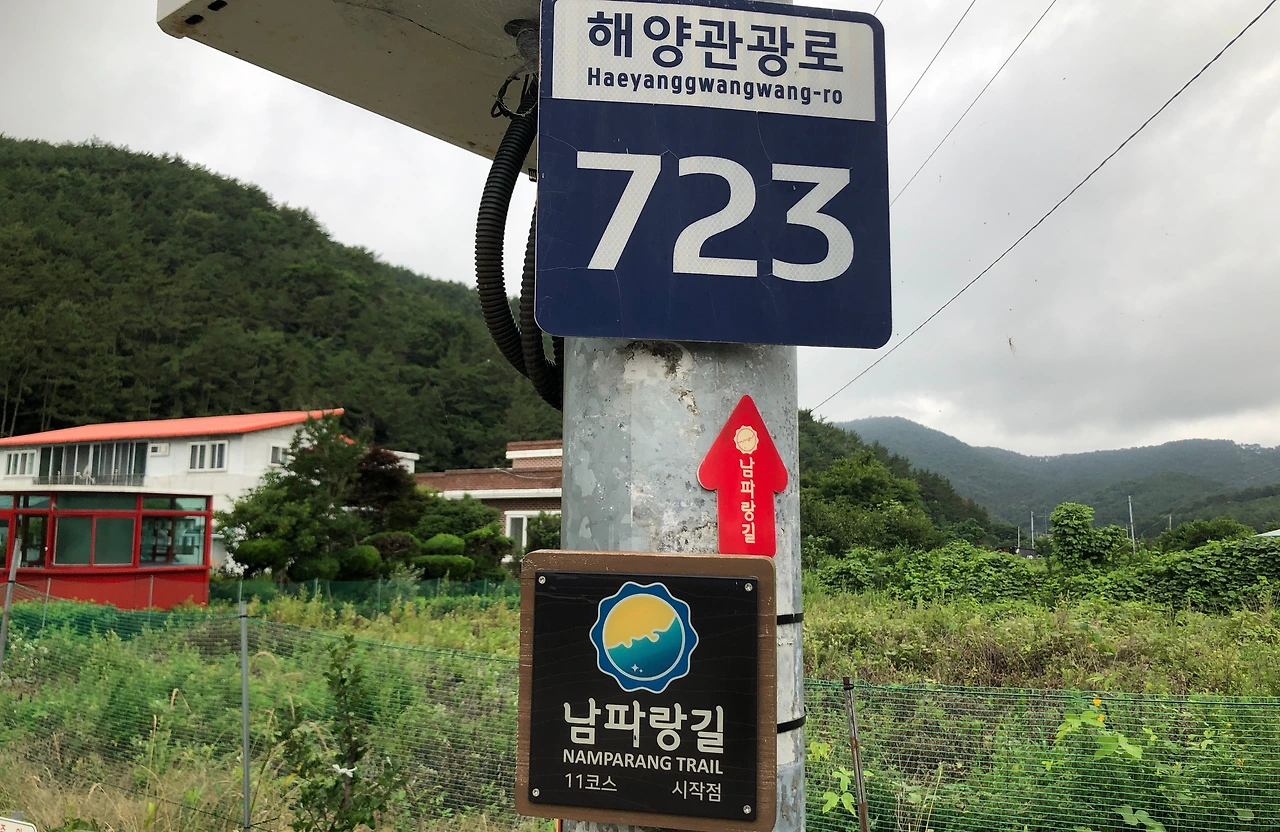 해양관광로
Haeyanggwangwang-ro
723
남파랑길
남파랑길
NAMPARANG TRAIL
11코스 시작점